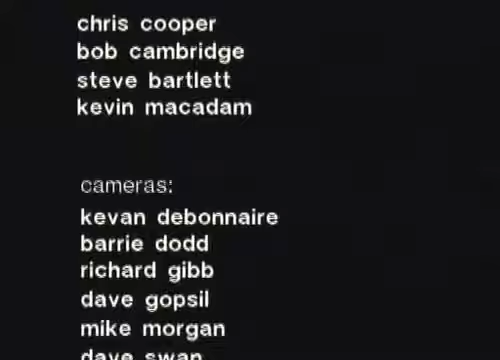 chris cooper
bob cambridge
steve bartlett
kevin macadam
cameras:
kevan debonnaire
barrie dodd
richard gibb
dave gopsil
mike morgan
dave swan